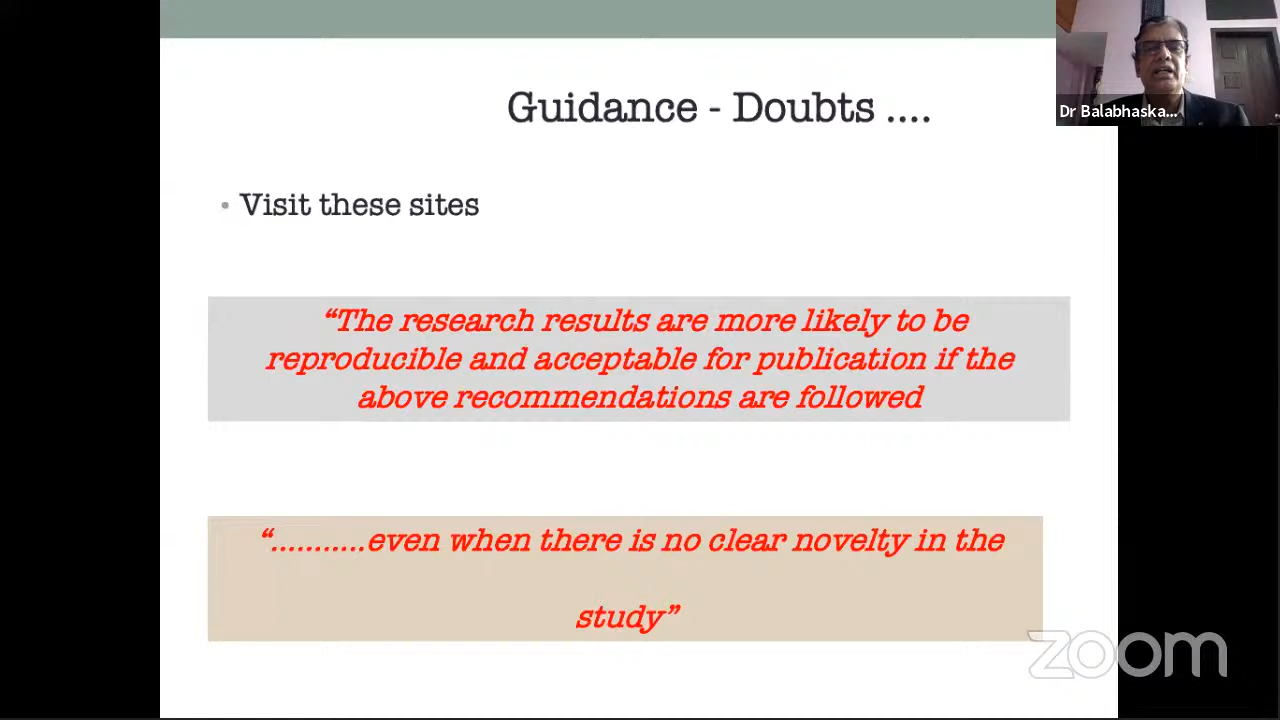 Guidance - Doubts ....
Dr Balabhaska...
• Visit these sites
“The research results are more likely to be
reproducible and acceptable for publication if the
above recommendations are followed
“...........even when there is no clear novelty in the
study”
zoom